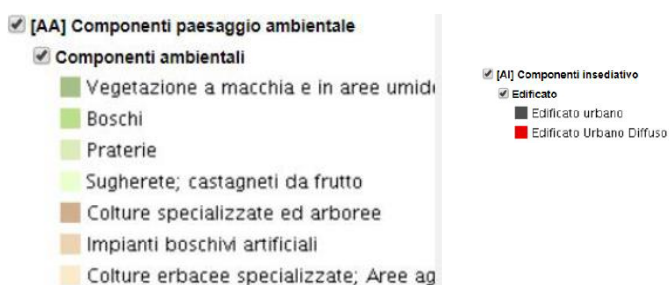 [AA] Componenti paesaggio ambientale
Componenti ambientali
Vegetazione a macchia e in aree umide
Boschi
Praterie
Sugherete; castagneti da frutto
Colture specializzate ed arboree
Impianti boschivi artificiali
Colture erbacee specializzate; Aree ag
[AI] Componenti insediativo
Edificato
Edificato urbano
Edificato Urbano Diffuso